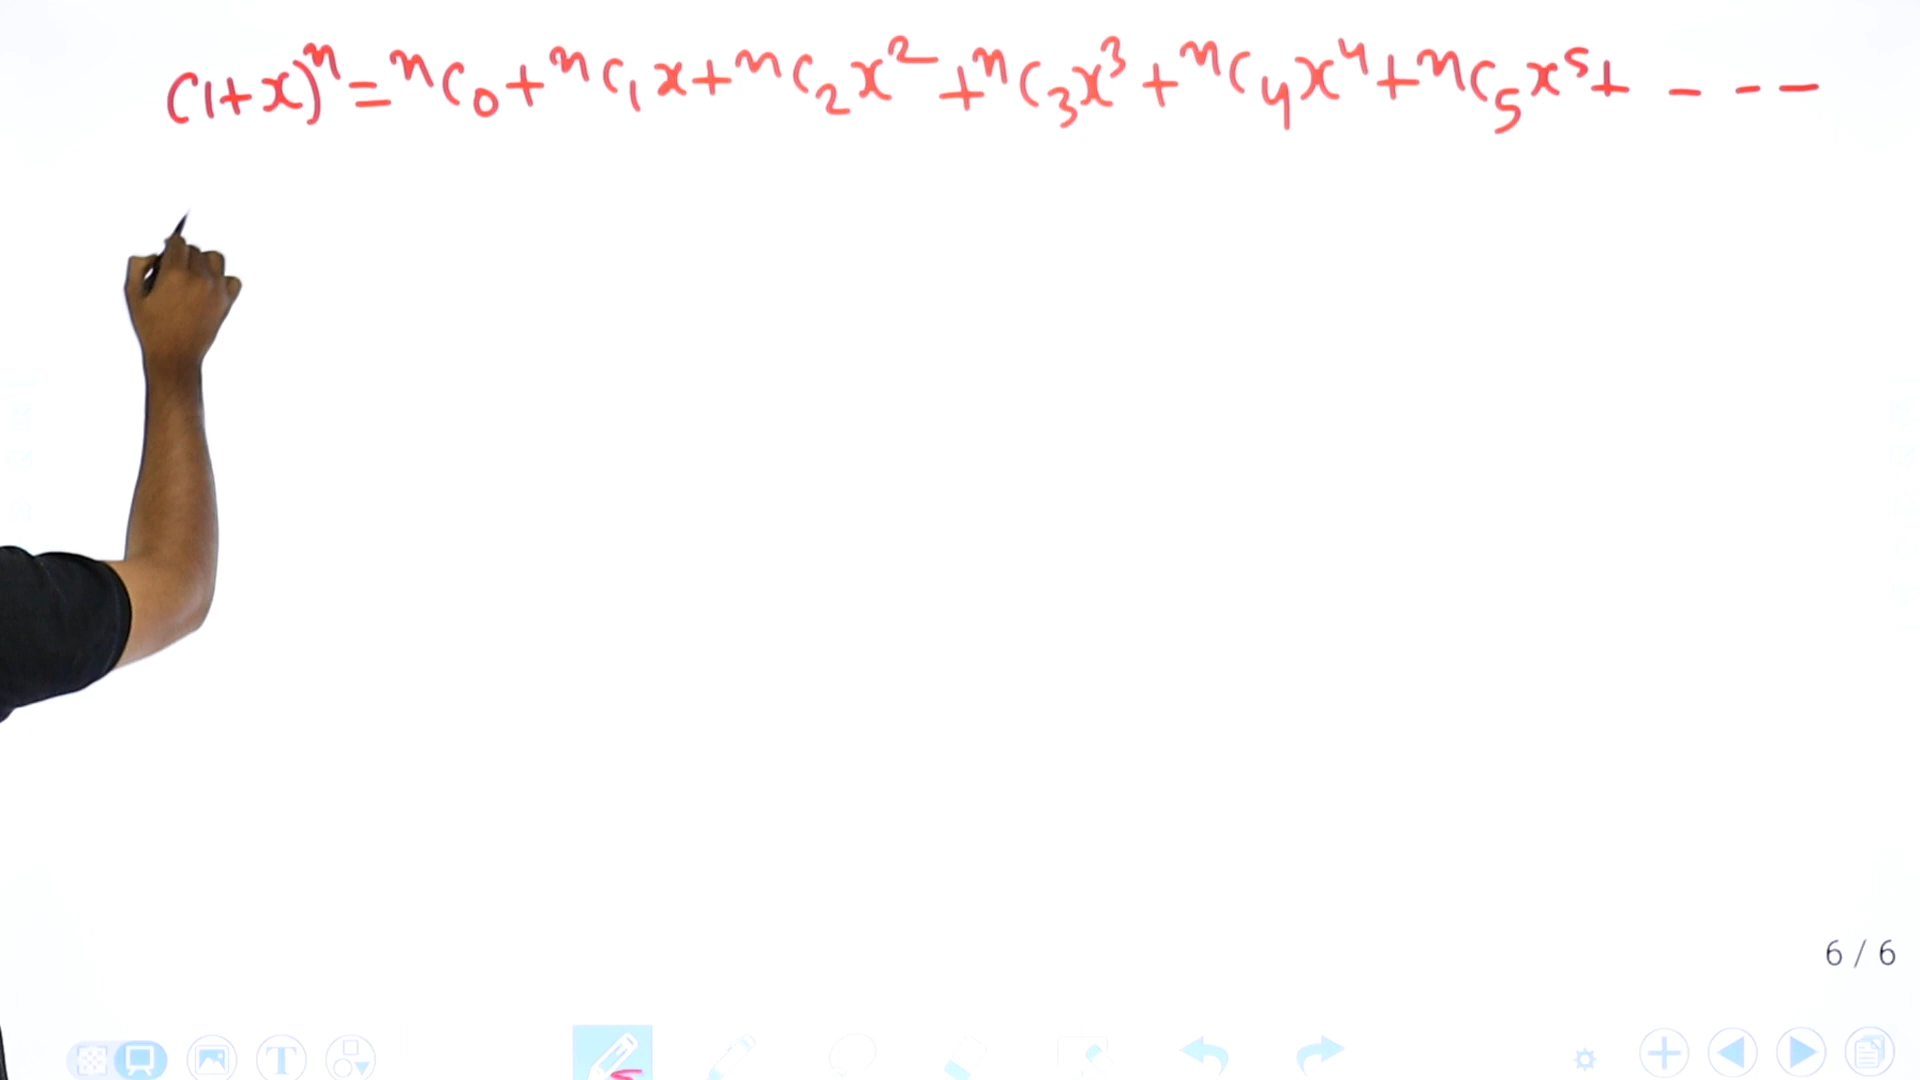 (1+x)ⁿ = ⁿC₀ + ⁿC₁x + ⁿC₂x² + ⁿC₃x³ + ⁿC₄x⁴ + ⁿC₅x⁵ + - - -
6 / 6
T